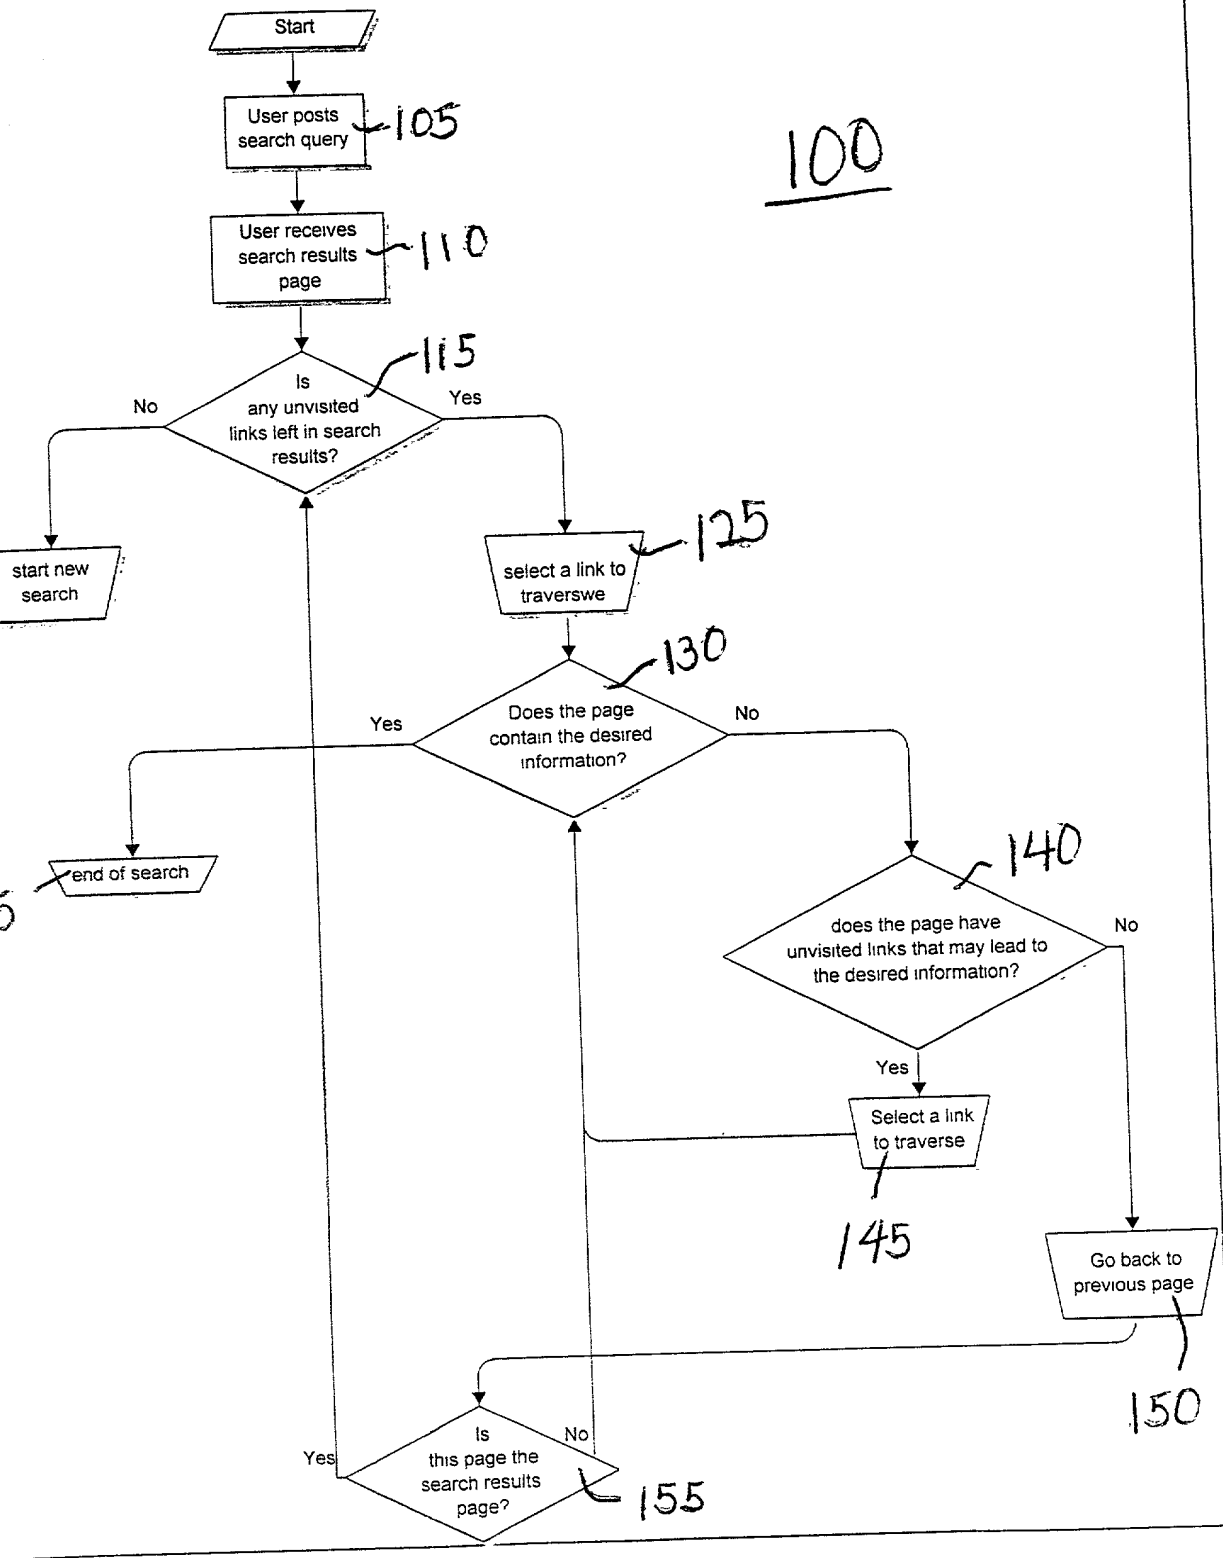 Start
User posts
search query
105
100
User receives
search results
page
110
115
Is
any unvisited
links left in search
results?
No
Yes
start new
search
125
select a link to
traverswe
130
Does the page
contain the desired
information?
Yes
No
end of search
5
140
does the page have
unvisited links that may lead to
the desired information?
No
Yes
Select a link
to traverse
145
Go back to
previous page
150
Is
this page the
search results
page?
Yes
No
155